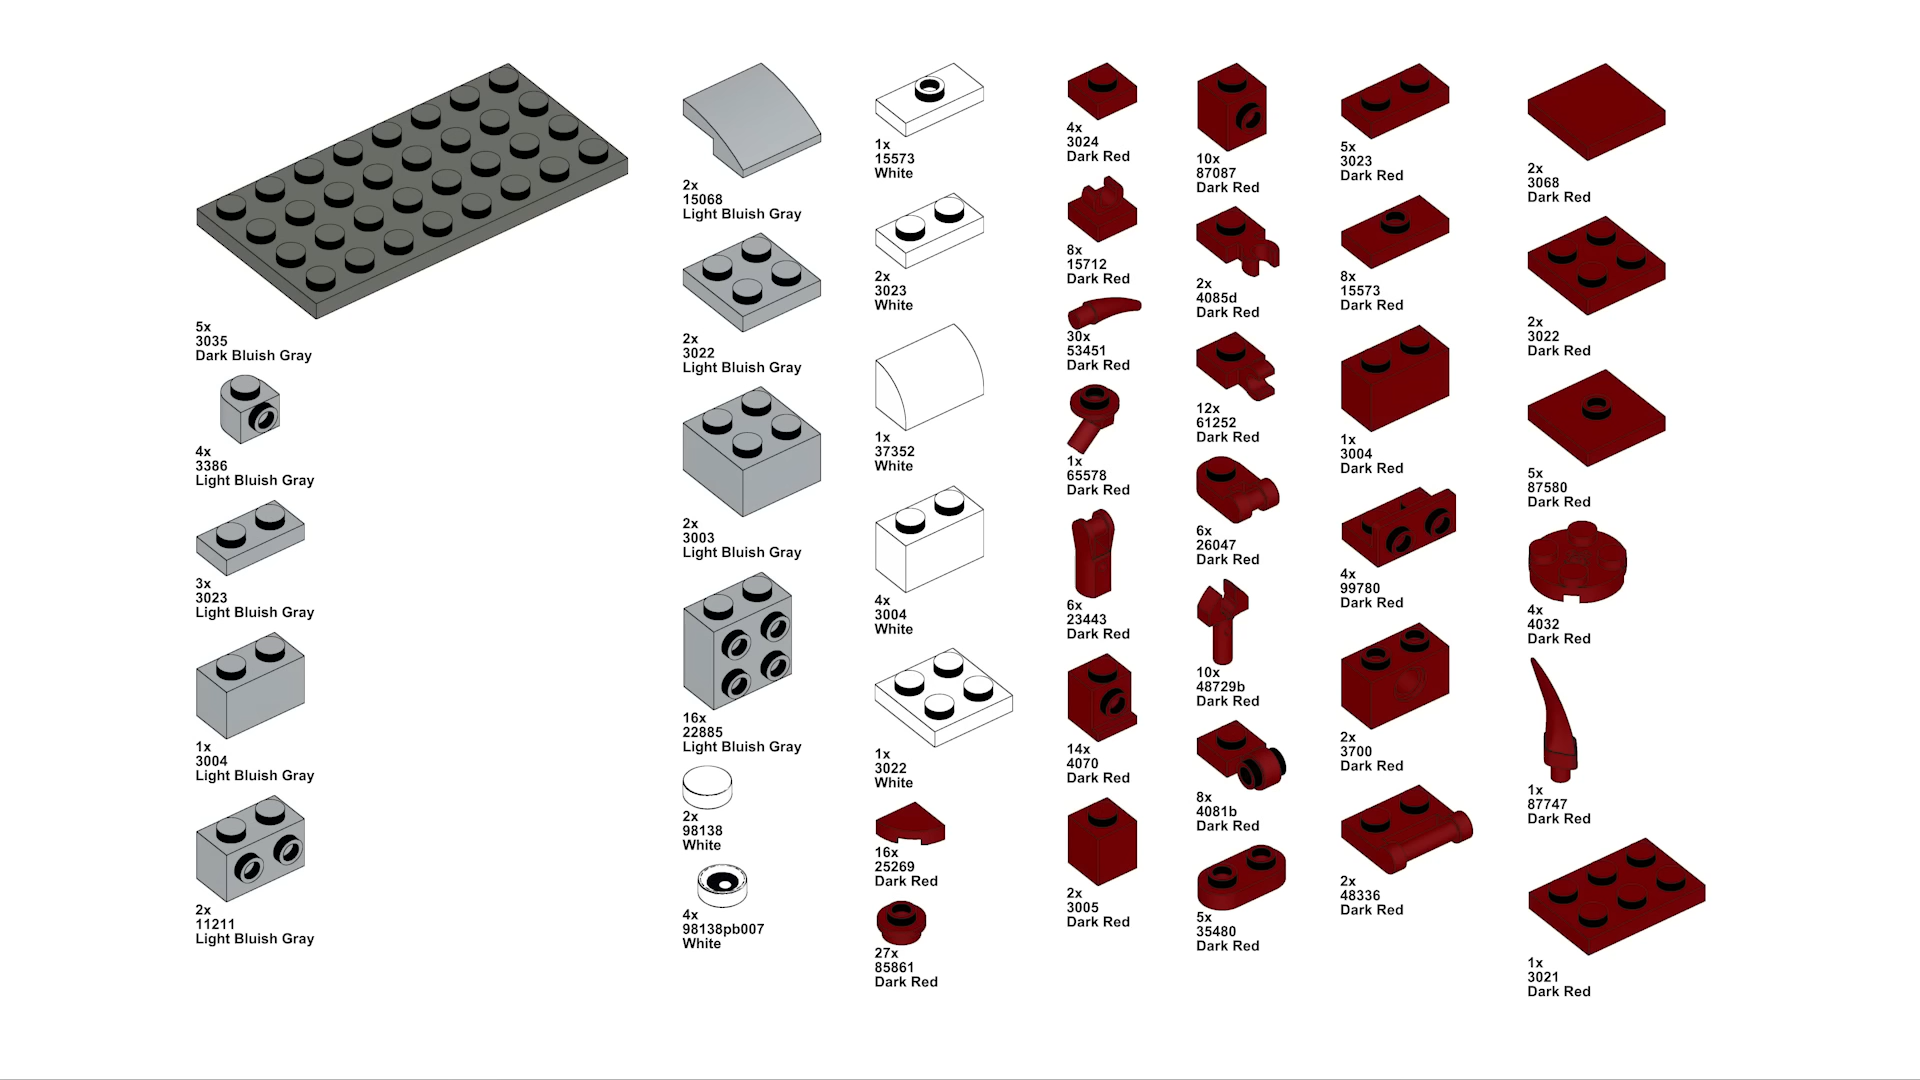 5x
3035
Dark Bluish Gray
4x
3386
Light Bluish Gray
3x
3023
Light Bluish Gray
1x
3004
Light Bluish Gray
2x
11211
Light Bluish Gray
2x
15068
Light Bluish Gray
2x
3022
Light Bluish Gray
2x
3003
Light Bluish Gray
16x
22885
Light Bluish Gray
2x
98138
White
4x
98138pb007
White
1x
15573
White
2x
3023
White
1x
37352
White
4x
3004
White
1x
3022
White
16x
25269
Dark Red
27x
85861
Dark Red
4x
3024
Dark Red
8x
15712
Dark Red
30x
53451
Dark Red
1x
65578
Dark Red
6x
23443
Dark Red
14x
4070
Dark Red
2x
3005
Dark Red
10x
87087
Dark Red
2x
4085d
Dark Red
12x
61252
Dark Red
6x
26047
Dark Red
10x
48729b
Dark Red
8x
4081b
Dark Red
5x
35480
Dark Red
5x
3023
Dark Red
8x
15573
Dark Red
1x
3004
Dark Red
4x
99780
Dark Red
2x
3700
Dark Red
2x
48336
Dark Red
2x
3068
Dark Red
2x
3022
Dark Red
5x
87580
Dark Red
4x
4032
Dark Red
1x
87747
Dark Red
1x
3021
Dark Red